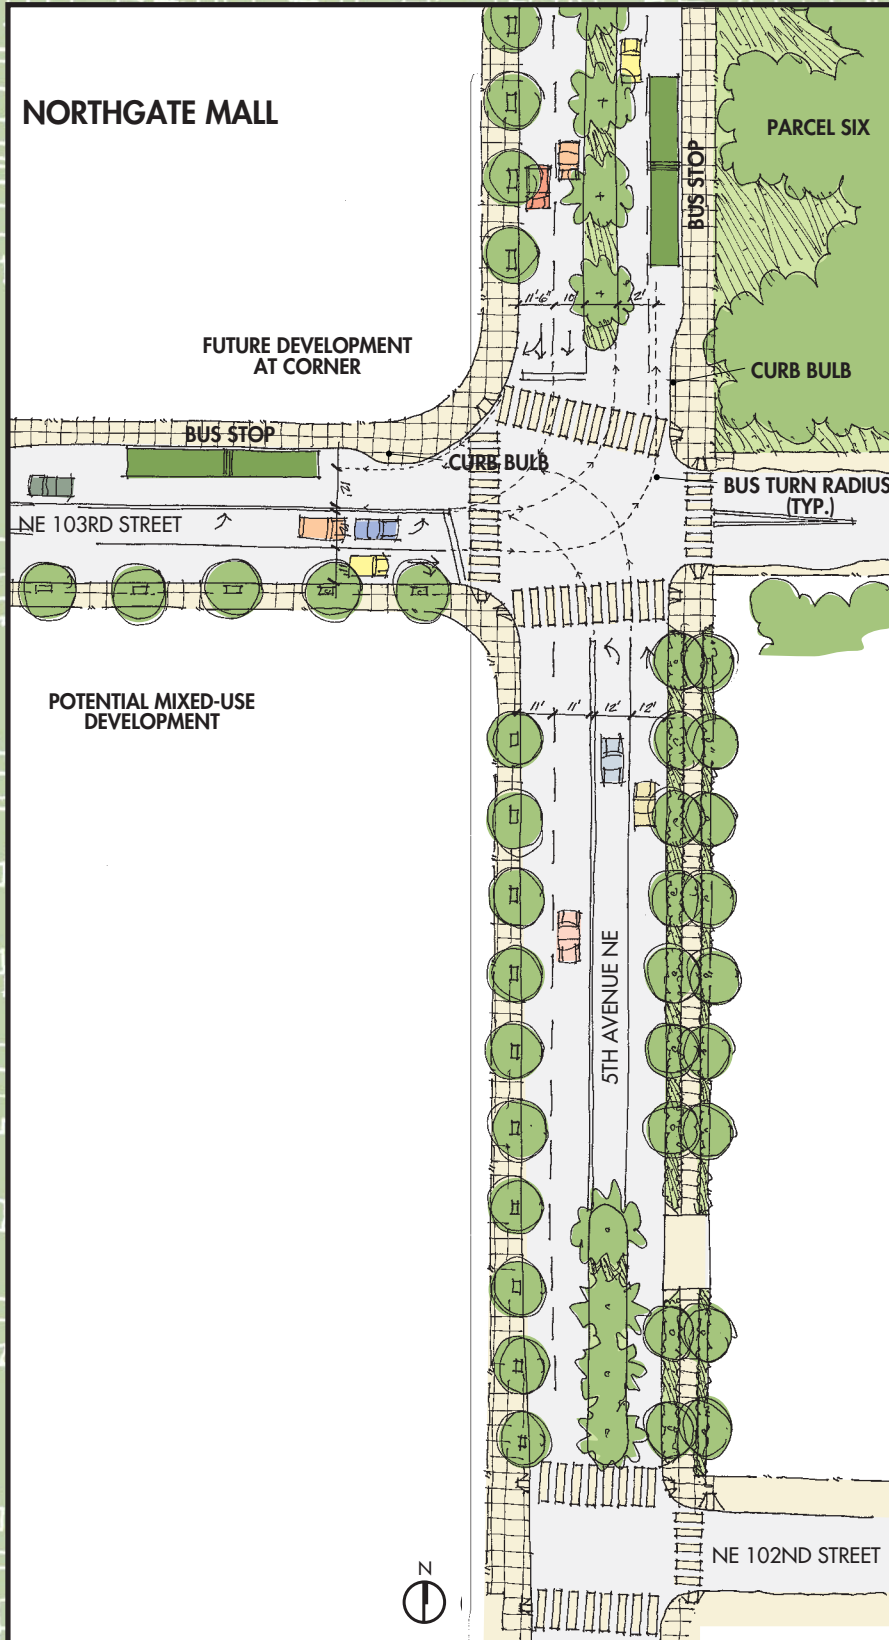 NORTHGATE MALL
PARCEL SIX
BUS STOP
11'-6" 10' 12'
FUTURE DEVELOPMENT
AT CORNER
CURB BULB
BUS STOP
CURB BULB
12'
BUS TURN RADIUS
(TYP.)
NE 103RD STREET
POTENTIAL MIXED-USE
DEVELOPMENT
11' 11' 12' 12'
5TH AVENUE NE
NE 102ND STREET
N